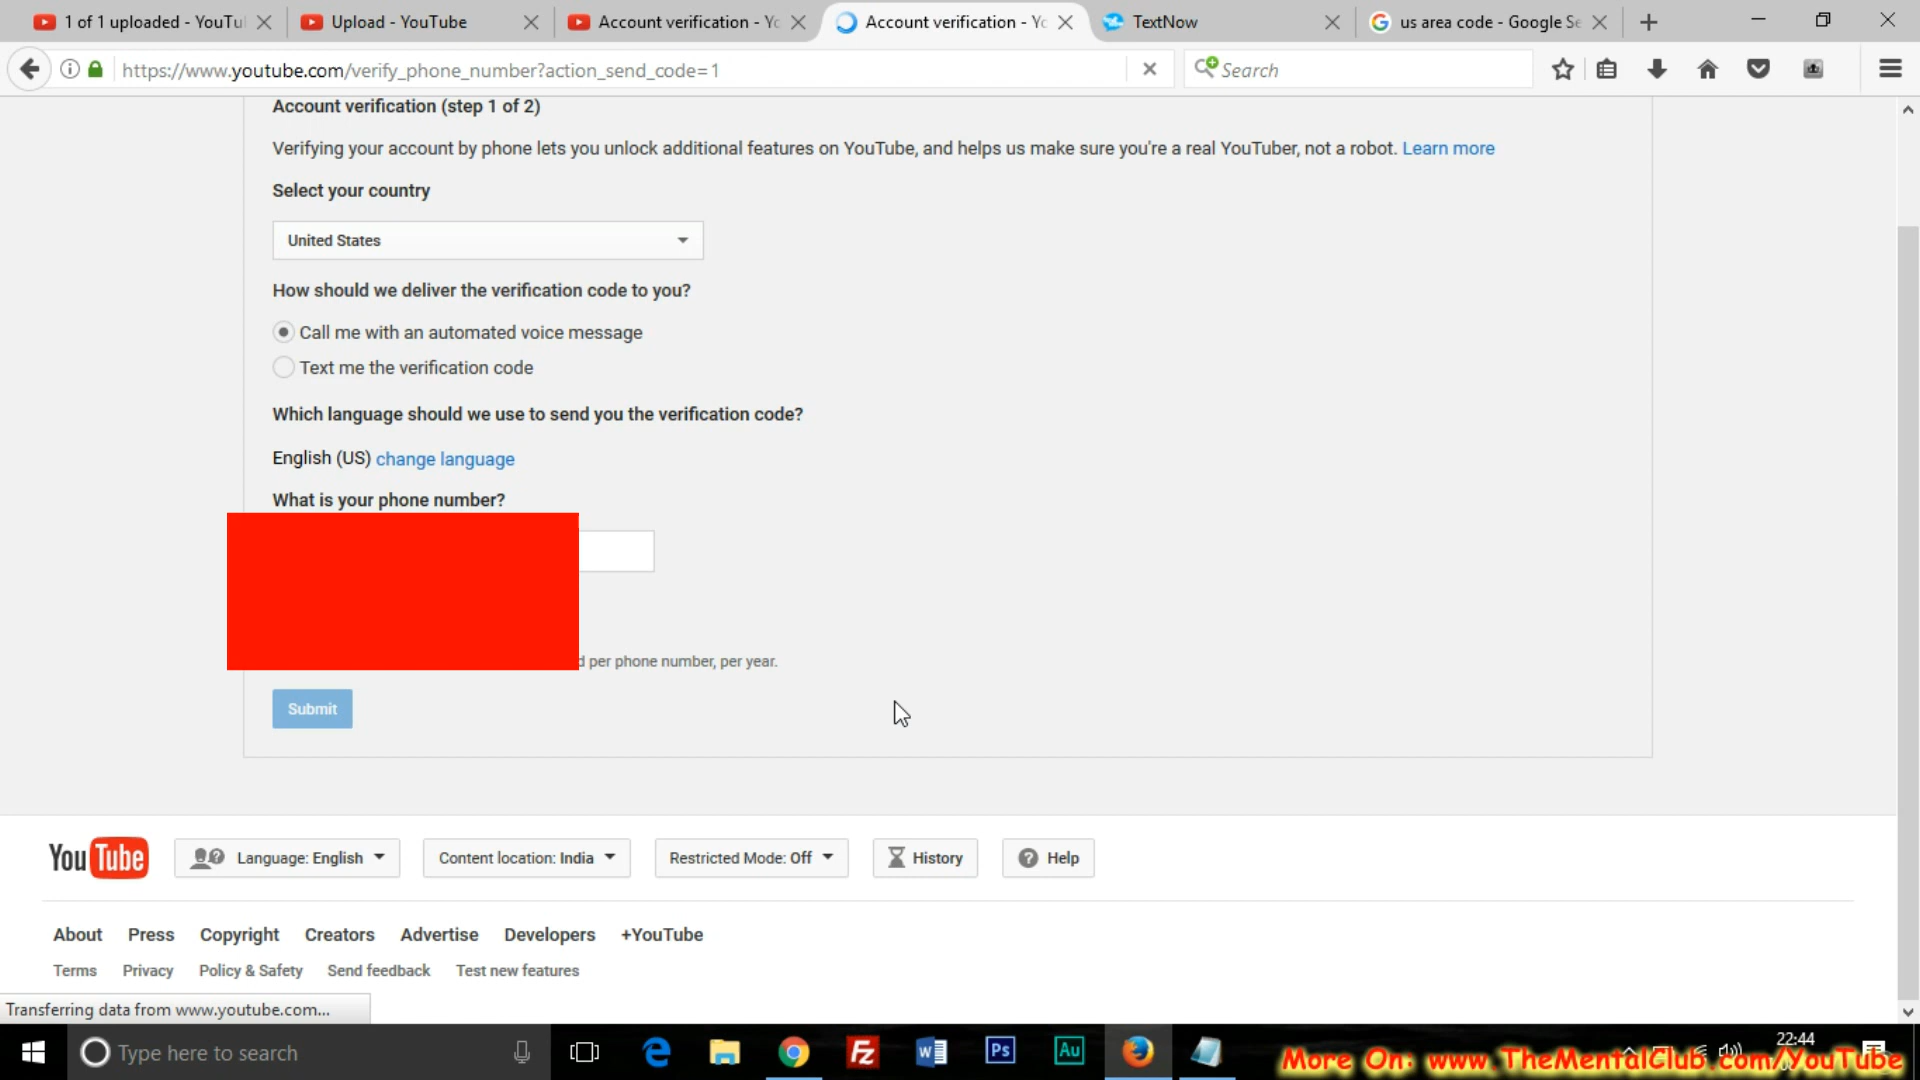 1 of 1 uploaded - YouTu
Upload - YouTube
Account verification - Yo
Account verification - Yo
TextNow
us area code - Google Se
https://www.youtube.com/verify_phone_number?action_send_code=1
Search
Account verification (step 1 of 2)
Verifying your account by phone lets you unlock additional features on YouTube, and helps us make sure you're a real YouTuber, not a robot. Learn more
Select your country
United States
How should we deliver the verification code to you?
Call me with an automated voice message
Text me the verification code
Which language should we use to send you the verification code?
English (US) change language
What is your phone number?
per phone number, per year.
Submit
YouTube
Language: English
Content location: India
Restricted Mode: Off
History
Help
About Press Copyright Creators Advertise Developers +YouTube
Terms Privacy Policy & Safety Send feedback Test new features
Transferring data from www.youtube.com...
Type here to search
Ps
Au
22:44
More On: www.TheMentalClub.com/YouTube